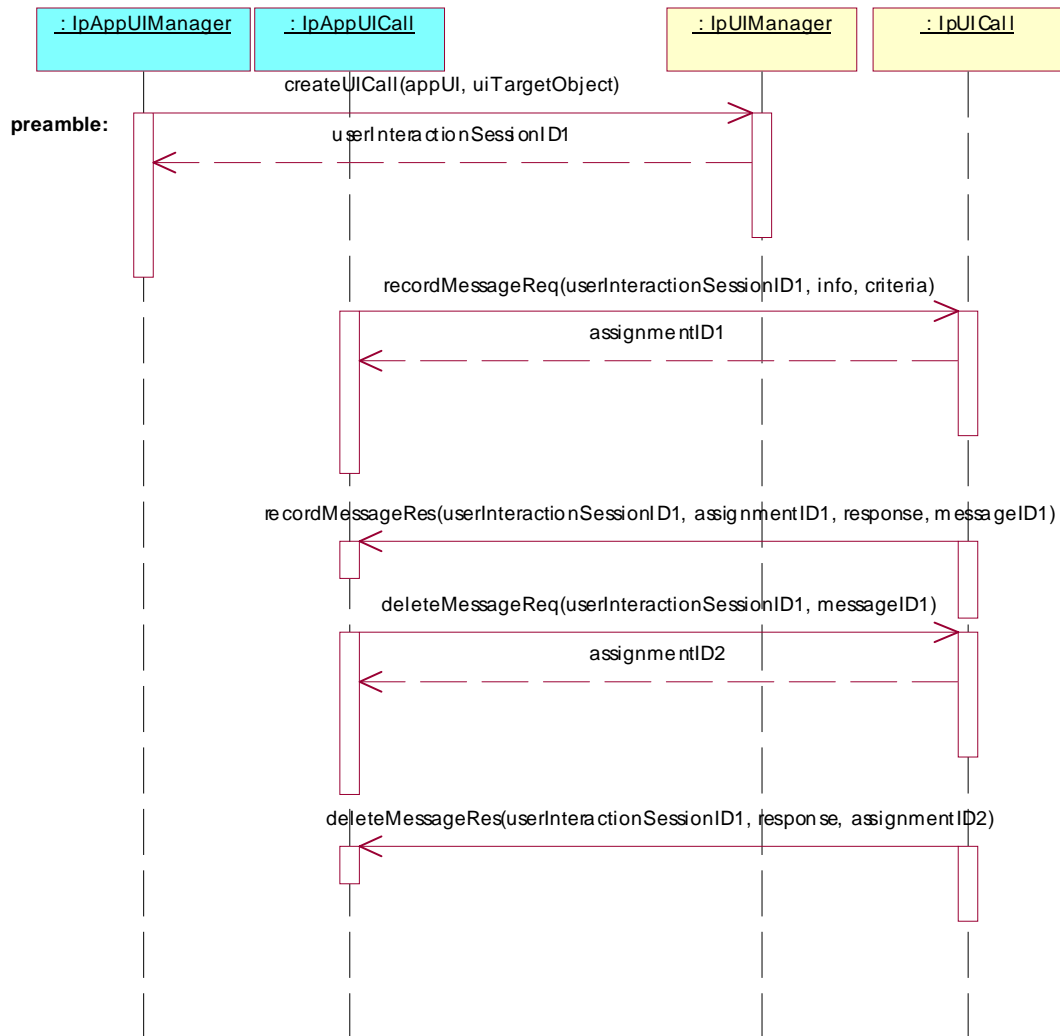 : IpAppUIManager
: IpAppUICall
: IpUIManager
: IpUICall
createUICall(appUI, uiTargetObject)
preamble:
userInteractionSessionID1
recordMessageReq(userInteractionSessionID1, info, criteria)
assignmentID1
recordMessageRes(userInteractionSessionID1, assignmentID1, response, messageID1)
deleteMessageReq(userInteractionSessionID1, messageID1)
assignmentID2
deleteMessageRes(userInteractionSessionID1, response, assignmentID2)